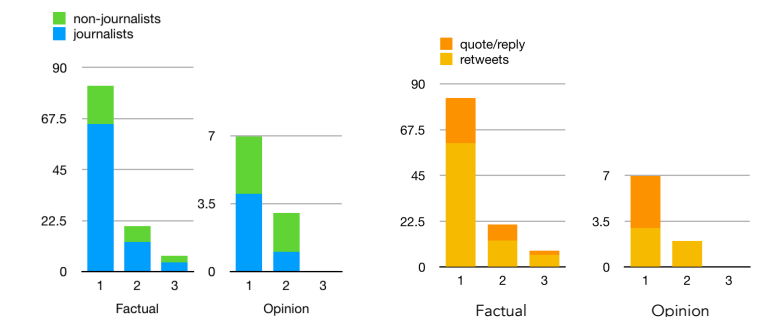 non-journalists
journalists
90
67.5
45
22.5
0
1 2 3
Factual
7
3.5
0
1 2 3
Opinion
quote/reply
retweets
90
67.5
45
22.5
0
1 2 3
Factual
7
3.5
0
1 2 3
Opinion